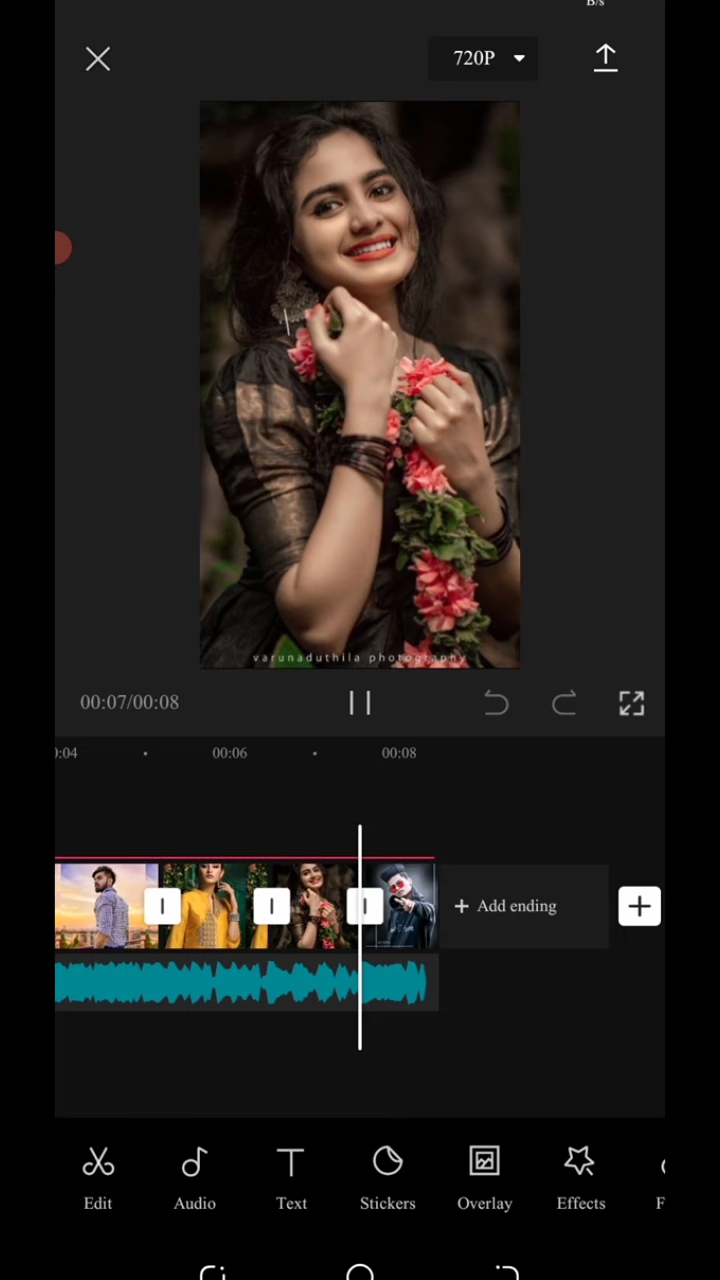 B/s
720P
varunaduthila photography
00:07/00:08
0:04
00:06
00:08
+ Add ending
Edit
Audio
Text
Stickers
Overlay
Effects
F